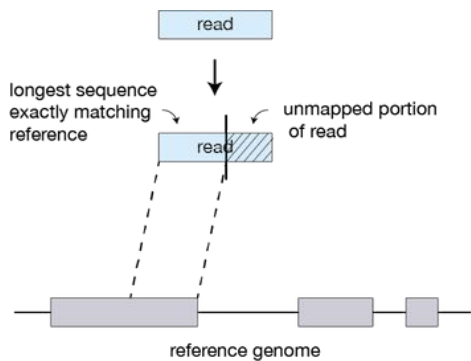 read
longest sequence
exactly matching
reference
unmapped portion
of read
read
reference genome